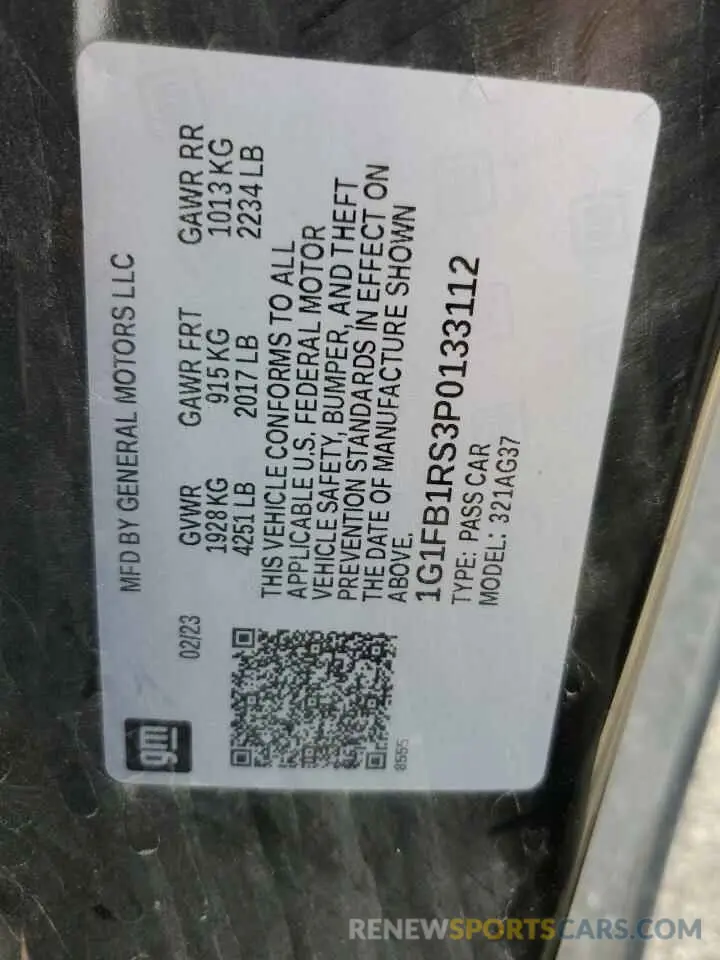 MFD BY GENERAL MOTORS LLC
02/23 GVWR GAWR FRT GAWR RR
1928 KG 915 KG 1013 KG
4251 LB 2017 LB 2234 LB
THIS VEHICLE CONFORMS TO ALL
APPLICABLE U.S. FEDERAL MOTOR
VEHICLE SAFETY, BUMPER, AND THEFT
PREVENTION STANDARDS IN EFFECT ON
THE DATE OF MANUFACTURE SHOWN
ABOVE.
1G1FB1RS3P0133112
TYPE: PASS CAR
MODEL: 321AG37
gm
8555
RENEWSPORTSCARS.COM